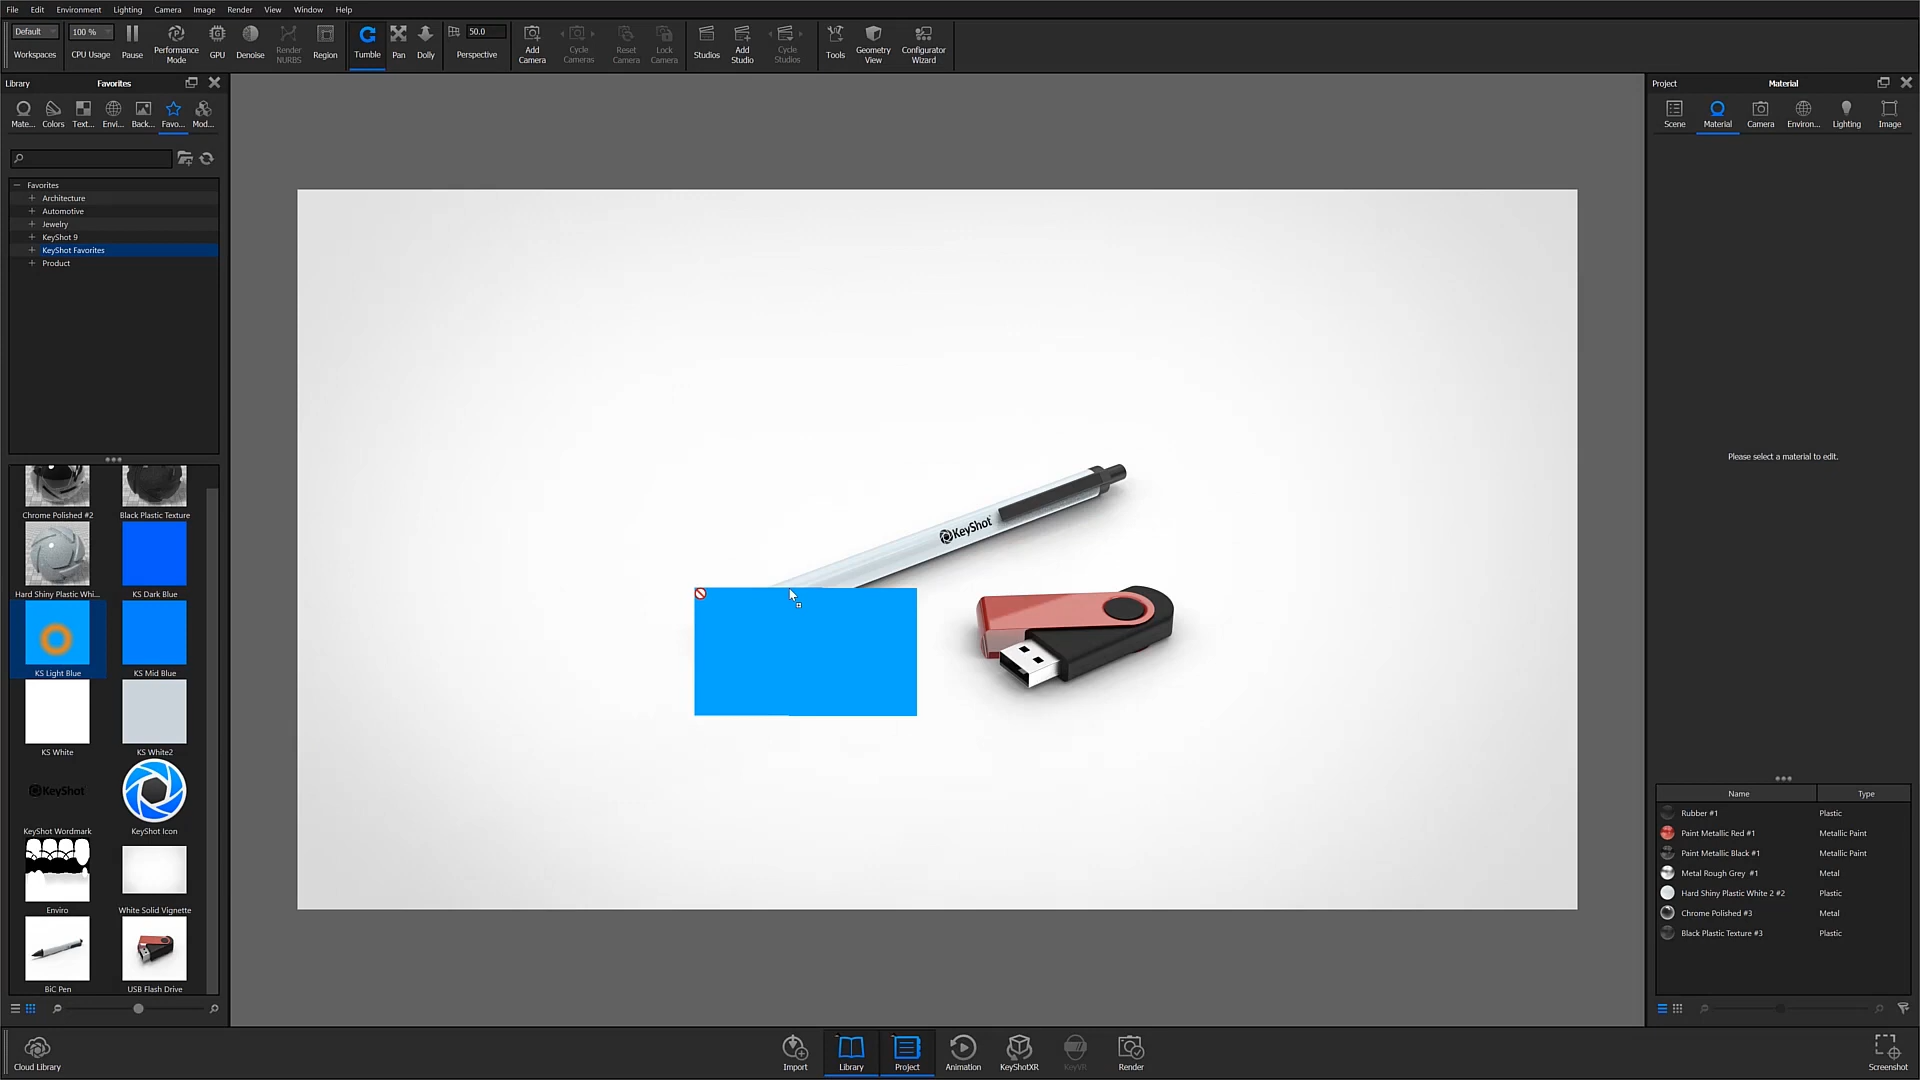 File Edit Environment Lighting Camera Image Render View Window Help
Default 100 % 50.0
Workspaces CPU Usage Pause Performance Mode GPU Denoise Render NURBS Region Tumble Pan Dolly Perspective Add Camera Cycle Cameras Reset Camera Lock Camera Studios Add Studio Cycle Studios Tools Geometry View Configurator Wizard
Library Favorites
Mate... Colors Text... Envi... Back... Favo... Mod...
Favorites
Architecture
Automotive
Jewelry
KeyShot 9
KeyShot Favorites
Product
Chrome Polished #2 Black Plastic Texture
Hard Shiny Plastic Whi... KS Dark Blue
KS Light Blue KS Mid Blue
KS White KS White2
KeyShot
KeyShot Wordmark KeyShot Icon
Enviro White Solid Vignette
BiC Pen USB Flash Drive
KeyShot
Project Material
Scene Material Camera Environ... Lighting Image
Please select a material to edit.
Name Type
Rubber #1 Plastic
Paint Metallic Red #1 Metallic Paint
Paint Metallic Black #1 Metallic Paint
Metal Rough Grey #1 Metal
Hard Shiny Plastic White 2 #2 Plastic
Chrome Polished #3 Metal
Black Plastic Texture #3 Plastic
Cloud Library Import Library Project Animation KeyShotXR KeyVR Render Screenshot